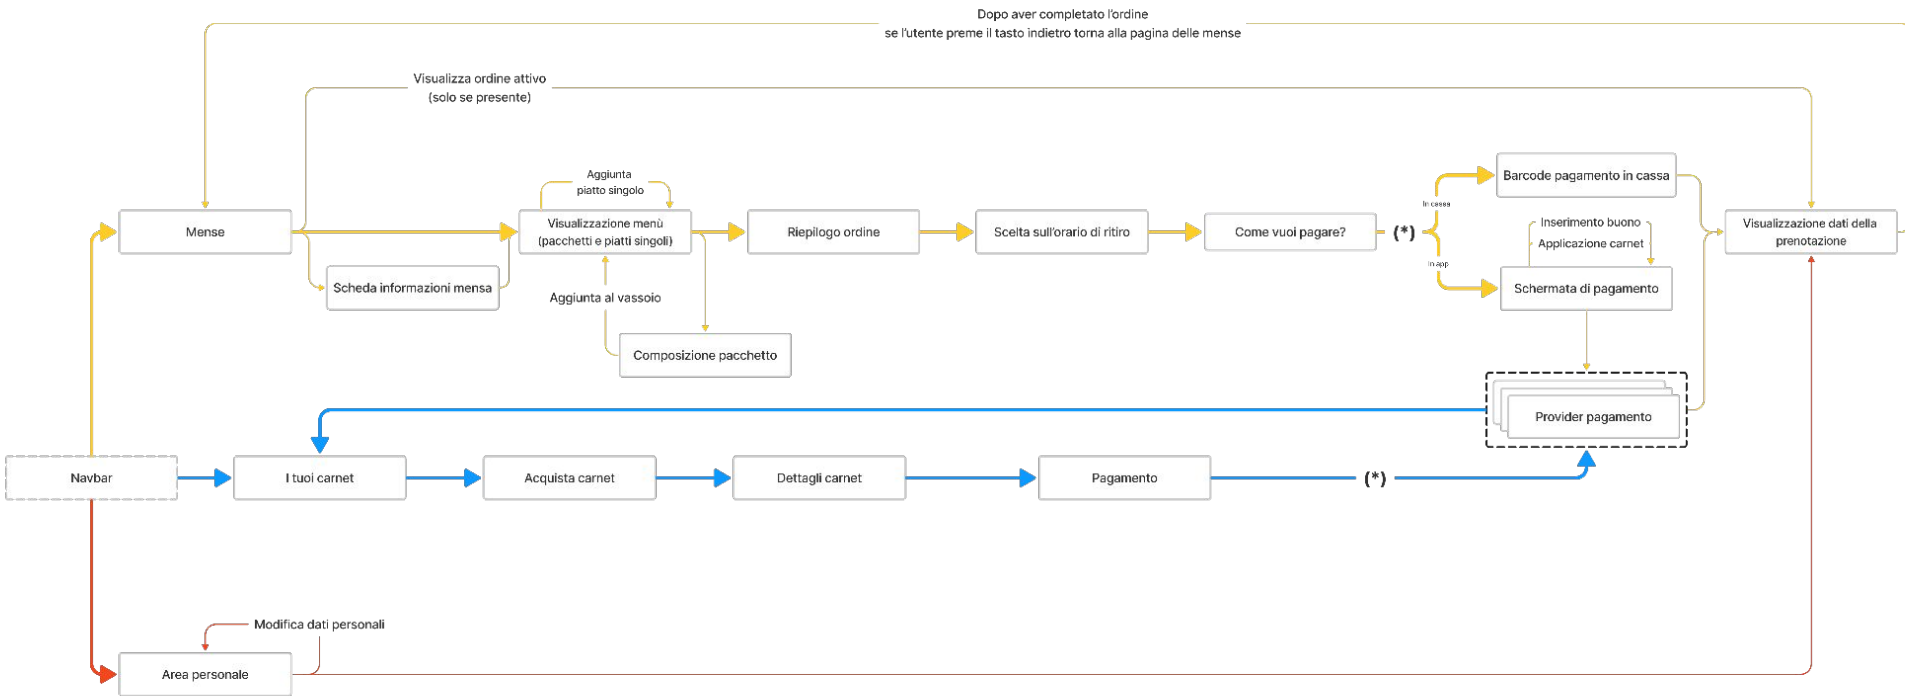 Dopo aver completato l'ordine
se l'utente preme il tasto indietro torna alla pagina delle mense
Visualizza ordine attivo
(solo se presente)
Aggiunta
piatto singolo
Mense
Visualizzazione menù
(pacchetti e piatti singoli)
Riepilogo ordine
Scelta sull'orario di ritiro
Come vuoi pagare?
(*)
In cassa
In app
Barcode pagamento in cassa
Inserimento buono
Applicazione carnet
Schermata di pagamento
Visualizzazione dati della
prenotazione
Scheda informazioni mensa
Aggiunta al vassoio
Composizione pacchetto
Provider pagamento
Navbar
I tuoi carnet
Acquista carnet
Dettagli carnet
Pagamento
(*)
Modifica dati personali
Area personale